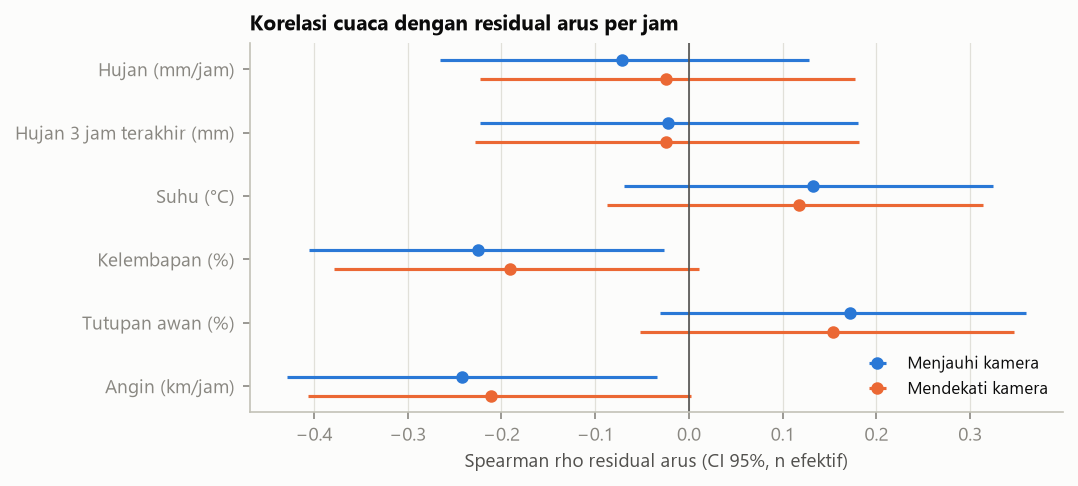 Korelasi cuaca dengan residual arus per jam
Hujan (mm/jam)
Hujan 3 jam terakhir (mm)
Suhu (°C)
Kelembapan (%)
Tutupan awan (%)
Angin (km/jam)
Menjauhi kamera
Mendekati kamera
−0.4 −0.3 −0.2 −0.1 0.0 0.1 0.2 0.3
Spearman rho residual arus (CI 95%, n efektif)